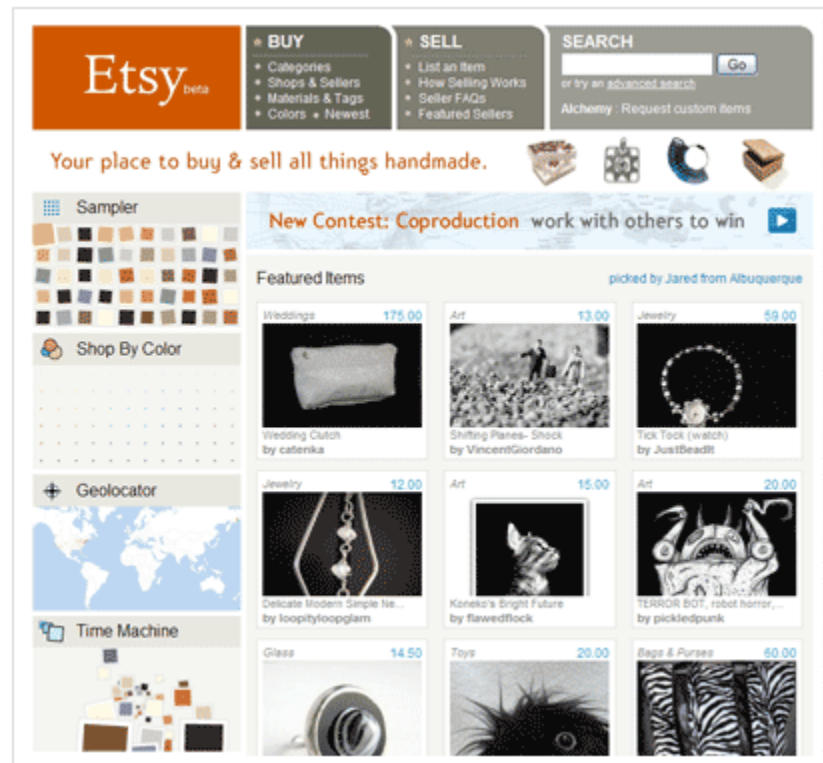 Etsy beta
BUY
Categories
Shops & Sellers
Materials & Tags
Colors Newest
SELL
List an Item
How Selling Works
Seller FAQs
Featured Sellers
SEARCH
Go
or try an advanced search
Alchemy : Request custom items
Your place to buy & sell all things handmade.
Sampler
Shop By Color
Geolocator
Time Machine
New Contest: Coproduction work with others to win
Featured Items picked by Jared from Albuquerque
Weddings 175.00
Wedding Clutch
by caterika
Art 13.00
Shifting Planes- Shock
by VincentGiordano
Jewelry 59.00
Tick Tock (watch)
by JustBeadIt
Jewelry 12.00
Delicate Modern Simple Ne...
by loopityloopglam
Art 15.00
Koneko's Bright Future
by flawedflock
Art 20.00
TERROR BOT, robot horror,...
by pickledpunk
Glass 14.50
Toys 20.00
Bags & Purses 60.00